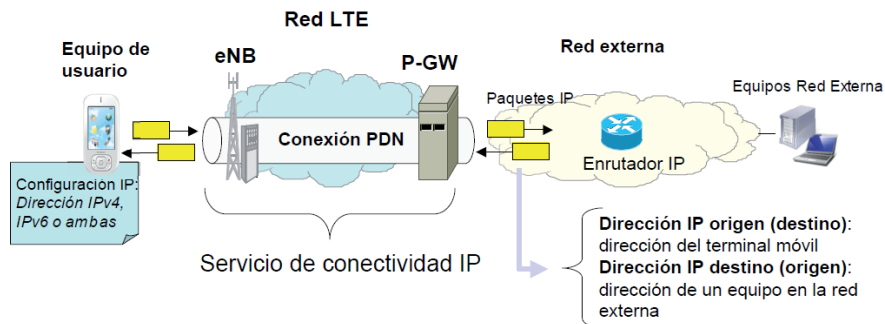 Red LTE
Equipo de
usuario
eNB
P-GW
Red externa
Paquetes IP
Equipos Red Externa
Conexión PDN
Enrutador IP
Configuración IP:
Dirección IPv4,
IPv6 o ambas
Servicio de conectividad IP
Dirección IP origen (destino):
dirección del terminal móvil
Dirección IP destino (origen):
dirección de un equipo en la red
externa